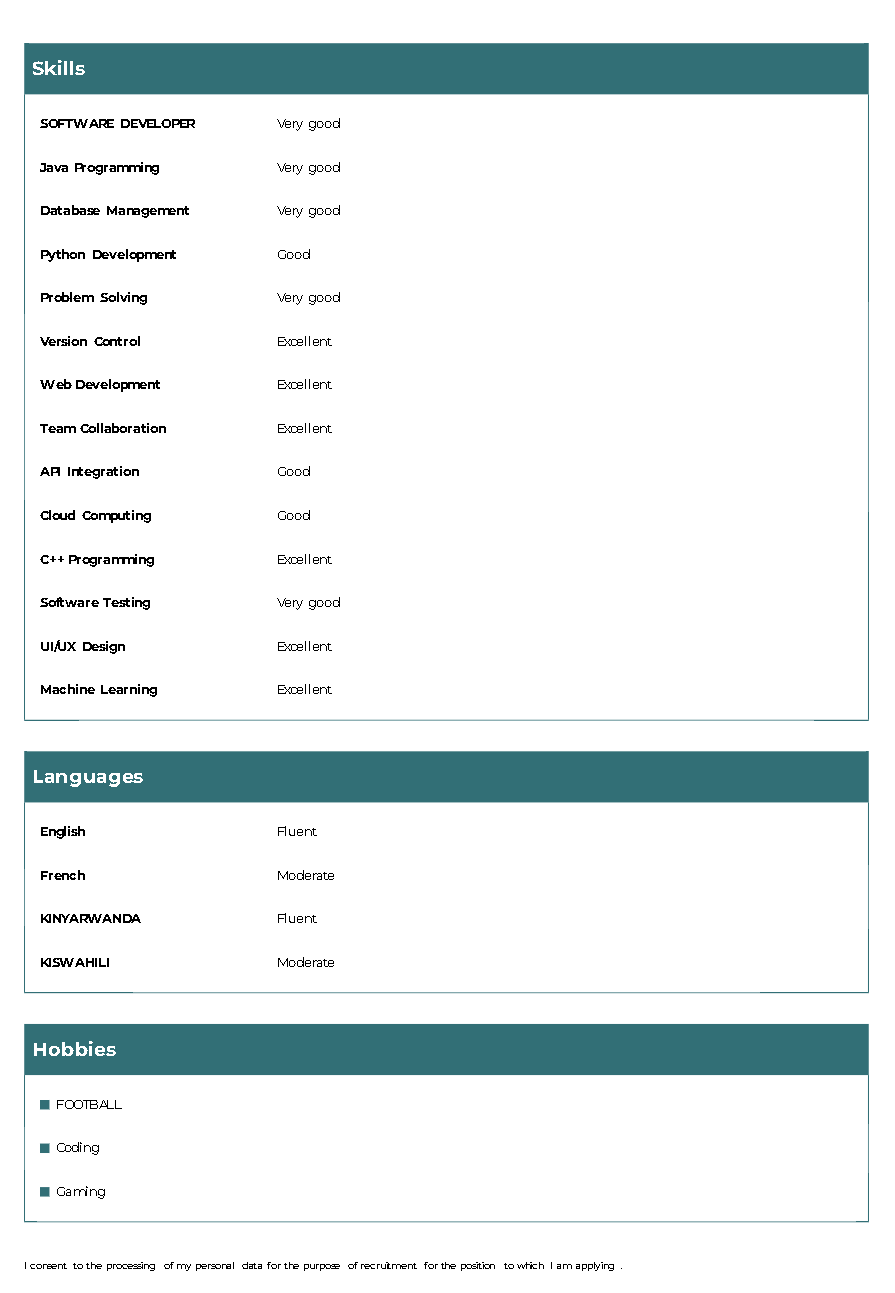 Skills
SOFTWARE DEVELOPER Very good
Java Programming Very good
Database Management Very good
Python Development Good
Problem Solving Very good
Version Control Excellent
Web Development Excellent
Team Collaboration Excellent
API Integration Good
Cloud Computing Good
C++ Programming Excellent
Software Testing Very good
UI/UX Design Excellent
Machine Learning Excellent
Languages
English Fluent
French Moderate
KINYARWANDA Fluent
KISWAHILI Moderate
Hobbies
FOOTBALL
Coding
Gaming
I consent to the processing of my personal data for the purpose of recruitment for the position to which I am applying .